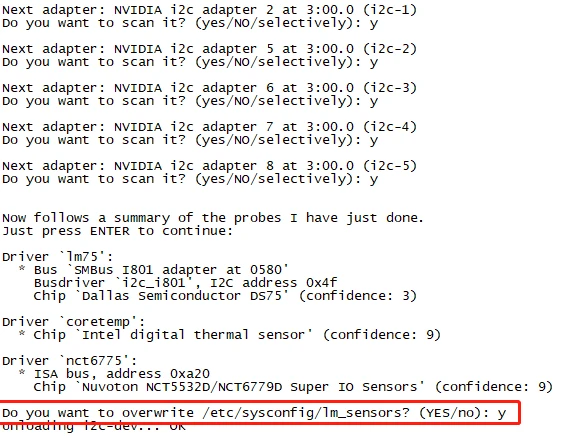 Next adapter: NVIDIA i2c adapter 2 at 3:00.0 (i2c-1)
Do you want to scan it? (yes/NO/selectively): y
Next adapter: NVIDIA i2c adapter 5 at 3:00.0 (i2c-2)
Do you want to scan it? (yes/NO/selectively): y
Next adapter: NVIDIA i2c adapter 6 at 3:00.0 (i2c-3)
Do you want to scan it? (yes/NO/selectively): y
Next adapter: NVIDIA i2c adapter 7 at 3:00.0 (i2c-4)
Do you want to scan it? (yes/NO/selectively): y
Next adapter: NVIDIA i2c adapter 8 at 3:00.0 (i2c-5)
Do you want to scan it? (yes/NO/selectively): y
Now follows a summary of the probes I have just done.
Just press ENTER to continue:
Driver `lm75':
* Bus `SMBus I801 adapter at 0580'
Busdriver `i2c_i801', I2C address 0x4f
Chip `Dallas Semiconductor DS75' (confidence: 3)
Driver `coretemp':
* Chip `Intel digital thermal sensor' (confidence: 9)
Driver `nct6775':
* ISA bus, address 0xa20
Chip `Nuvoton NCT5532D/NCT6779D Super IO Sensors' (confidence: 9)
Do you want to overwrite /etc/sysconfig/lm_sensors? (YES/no): y
Unloading i2c-dev... OK